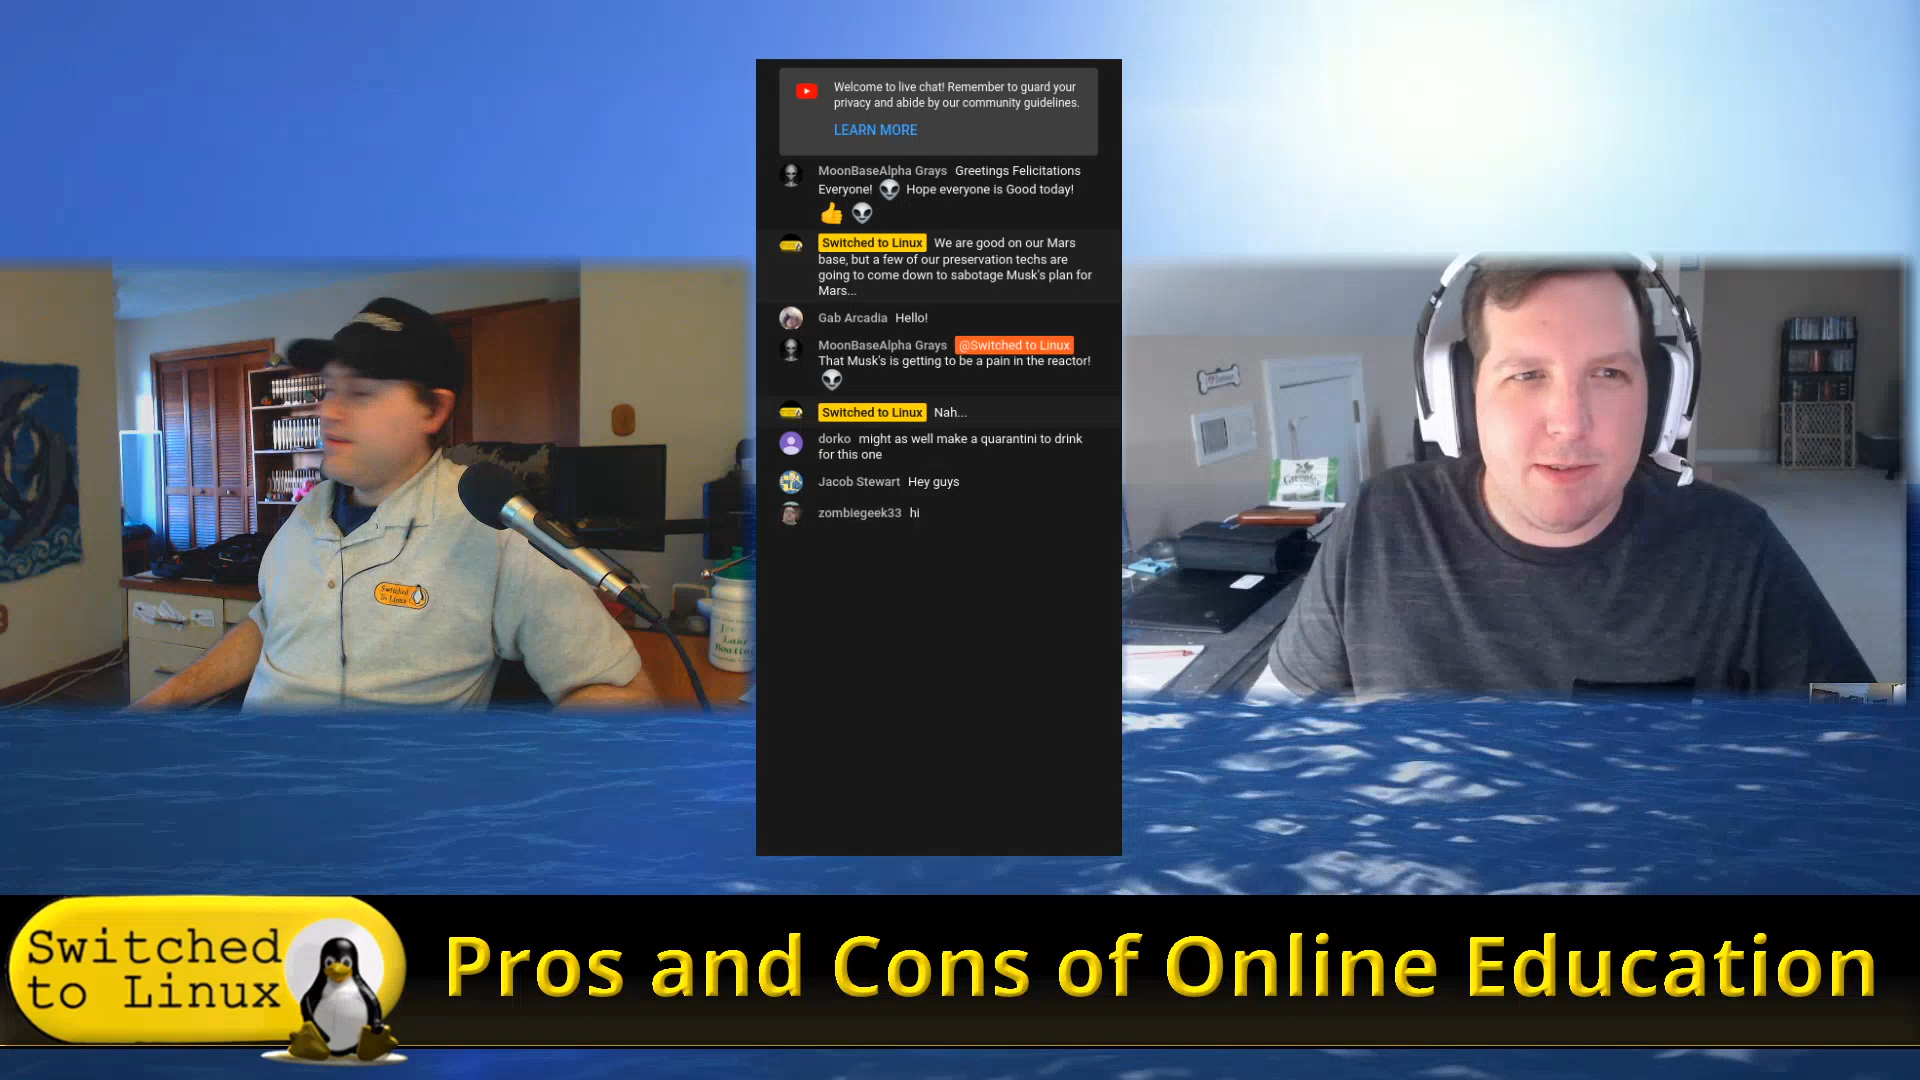 Welcome to live chat! Remember to guard your
privacy and abide by our community guidelines.
LEARN MORE
MoonBaseAlpha Grays Greetings Felicitations
Everyone! 👽 Hope everyone is Good today!
👍 👽
Switched to Linux We are good on our Mars
base, but a few of our preservation techs are
going to come down to sabotage Musk's plan for
Mars...
Gab Arcadia Hello!
MoonBaseAlpha Grays @Switched to Linux
That Musk's is getting to be a pain in the reactor!
👽
Switched to Linux Nah...
dorko might as well make a quarantini to drink
for this one
Jacob Stewart Hey guys
zombiegeek33 hi
Switched
To Linux
Greenies
Switched
to Linux
Pros and Cons of Online Education